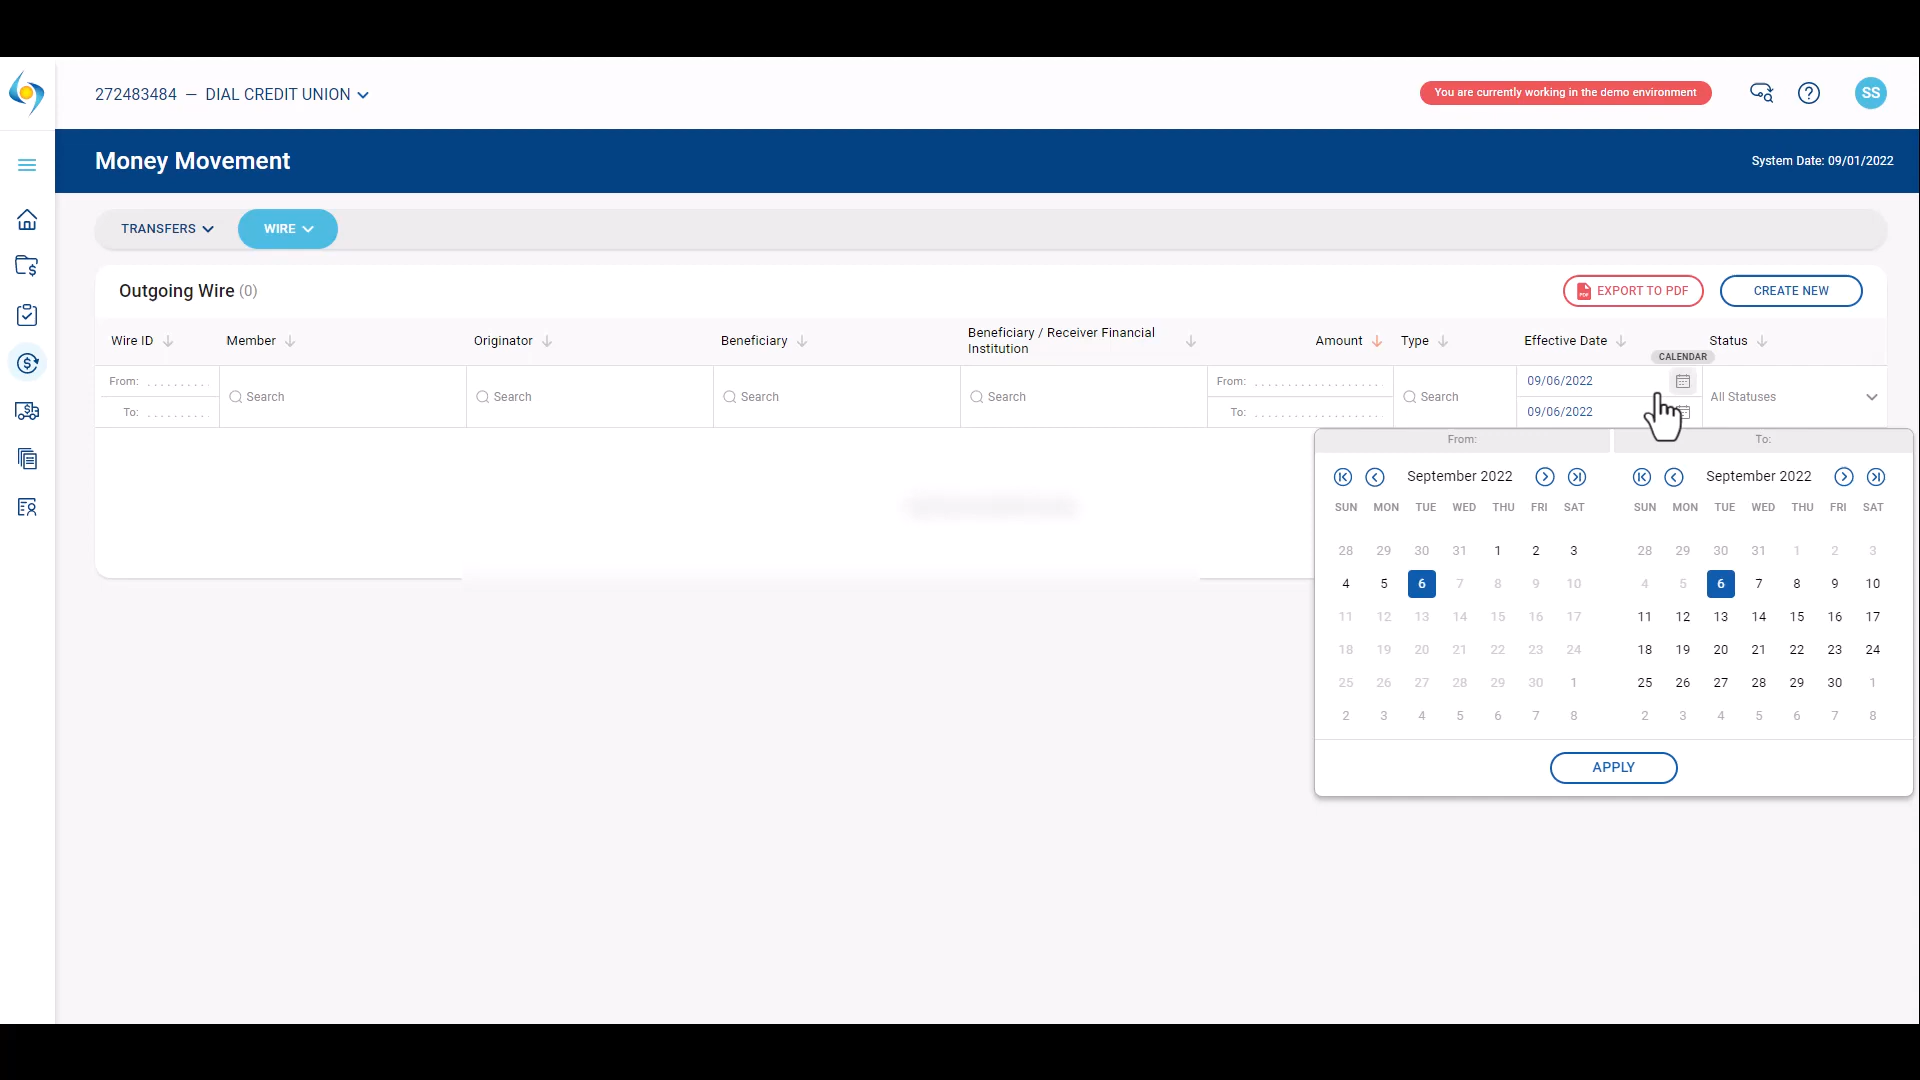 272483484 — DIAL CREDIT UNION
You are currently working in the demo environment
SS
Money Movement
System Date: 09/01/2022
TRANSFERS
WIRE
Outgoing Wire (0)
PDF
EXPORT TO PDF
CREATE NEW
Wire ID
Member
Originator
Beneficiary
Beneficiary / Receiver Financial
Institution
Amount
Type
Effective Date
Status
CALENDAR
From:
To:
Search
Search
Search
Search
From:
To:
Search
09/06/2022
09/06/2022
All Statuses
From:
September 2022
SUN MON TUE WED THU FRI SAT
28 29 30 31 1 2 3
4 5 6 7 8 9 10
11 12 13 14 15 16 17
18 19 20 21 22 23 24
25 26 27 28 29 30 1
2 3 4 5 6 7 8
To:
September 2022
SUN MON TUE WED THU FRI SAT
28 29 30 31 1 2 3
4 5 6 7 8 9 10
11 12 13 14 15 16 17
18 19 20 21 22 23 24
25 26 27 28 29 30 1
2 3 4 5 6 7 8
APPLY